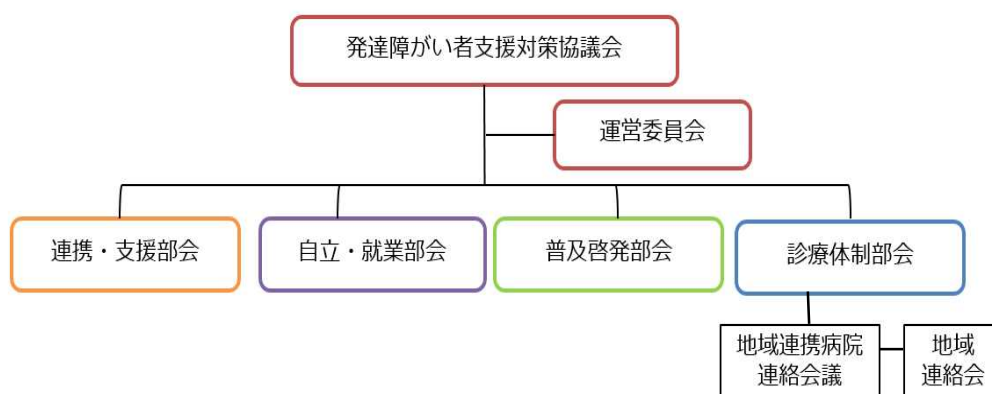 発達障がい者支援対策協議会
運営委員会
連携・支援部会
自立・就業部会
普及啓発部会
診療体制部会
地域連携病院
連絡会議
地域
連絡会